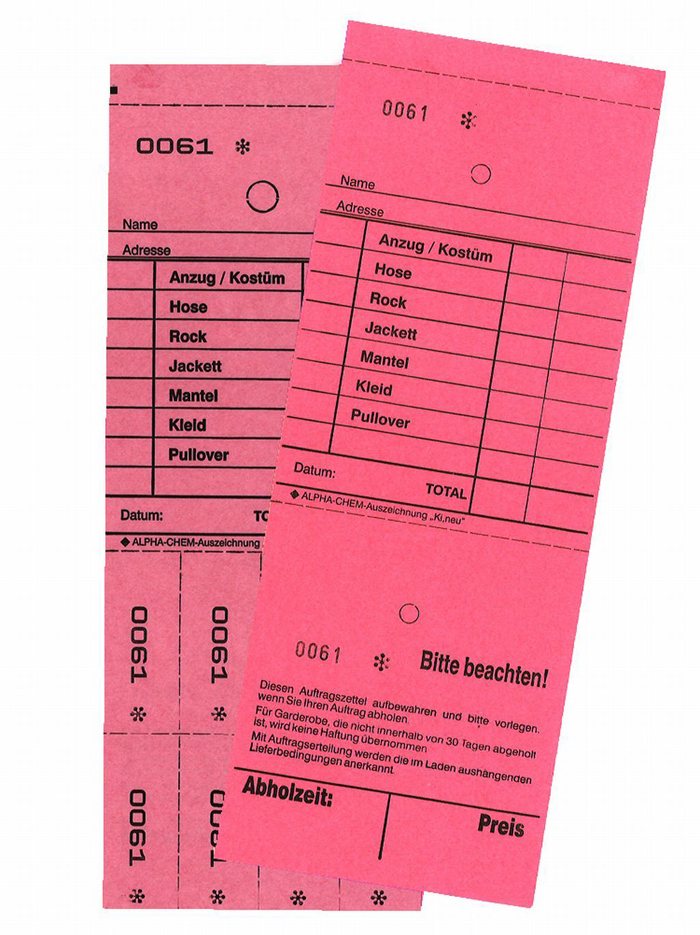 0061 *
Name
Adresse
Anzug / Kostüm
Hose
Rock
Jackett
Mantel
Kleid
Pullover
Datum:
◆ ALPHA-CHEM-Auszeichnung
0061 *
0061 *
0061 *
0061 *
*
*
0061 *
Name
Adresse
Anzug / Kostüm
Hose
Rock
Jackett
Mantel
Kleid
Pullover
Datum:
TOTAL
◆ ALPHA-CHEM-Auszeichnung „Ki.neu"
0061 *
Bitte beachten!
Diesen Auftragszettel aufbewahren und bitte vorlegen,
wenn Sie Ihren Auftrag abholen.
Für Garderobe, die nicht innerhalb von 30 Tagen abgeholt
ist, wird keine Haftung übernommen.
Mit Auftragserteilung werden die im Laden aushängenden
Lieferbedingungen anerkannt.
Abholzeit:
Preis